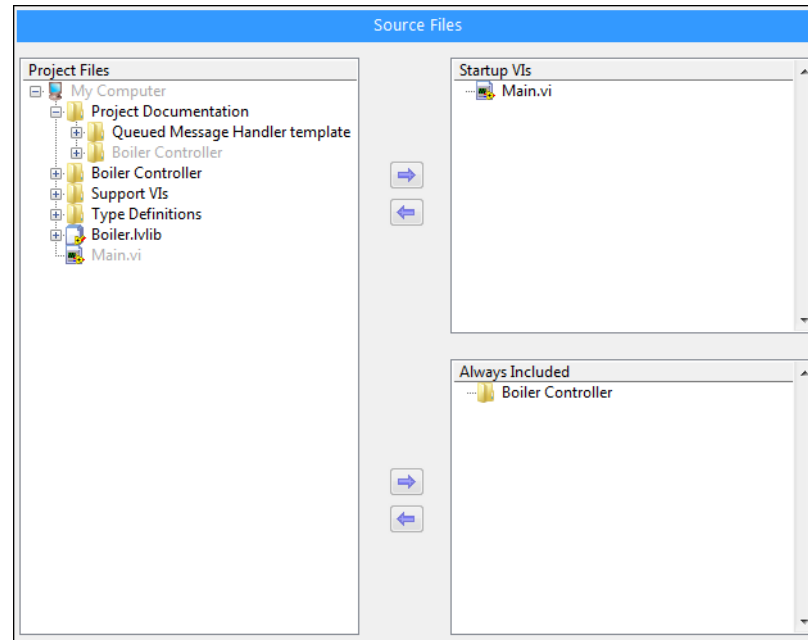 Source Files
Project Files
My Computer
Project Documentation
Queued Message Handler template
Boiler Controller
Boiler Controller
Support VIs
Type Definitions
Boiler.lvlib
Main.vi
Startup VIs
Main.vi
Always Included
Boiler Controller